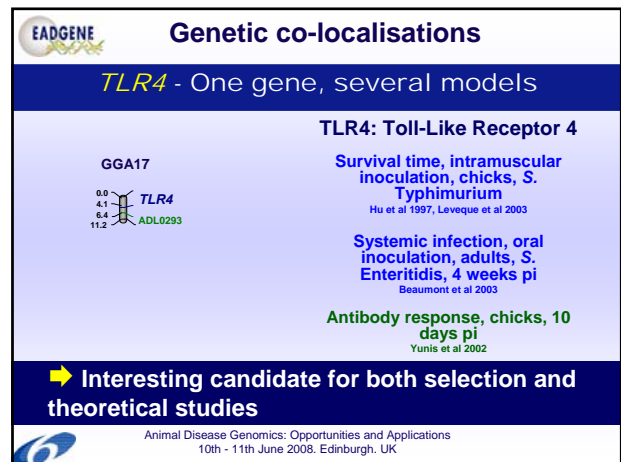 EADGENE
Genetic co-localisations
TLR4 - One gene, several models
TLR4: Toll-Like Receptor 4
GGA17
0.0
4.1
6.4
11.2
TLR4
ADL0293
Survival time, intramuscular
inoculation, chicks, S.
Typhimurium
Hu et al 1997, Leveque et al 2003
Systemic infection, oral
inoculation, adults, S.
Enteritidis, 4 weeks pi
Beaumont et al 2003
Antibody response, chicks, 10
days pi
Yunis et al 2002
Interesting candidate for both selection and
theoretical studies
Animal Disease Genomics: Opportunities and Applications
10th - 11th June 2008. Edinburgh. UK